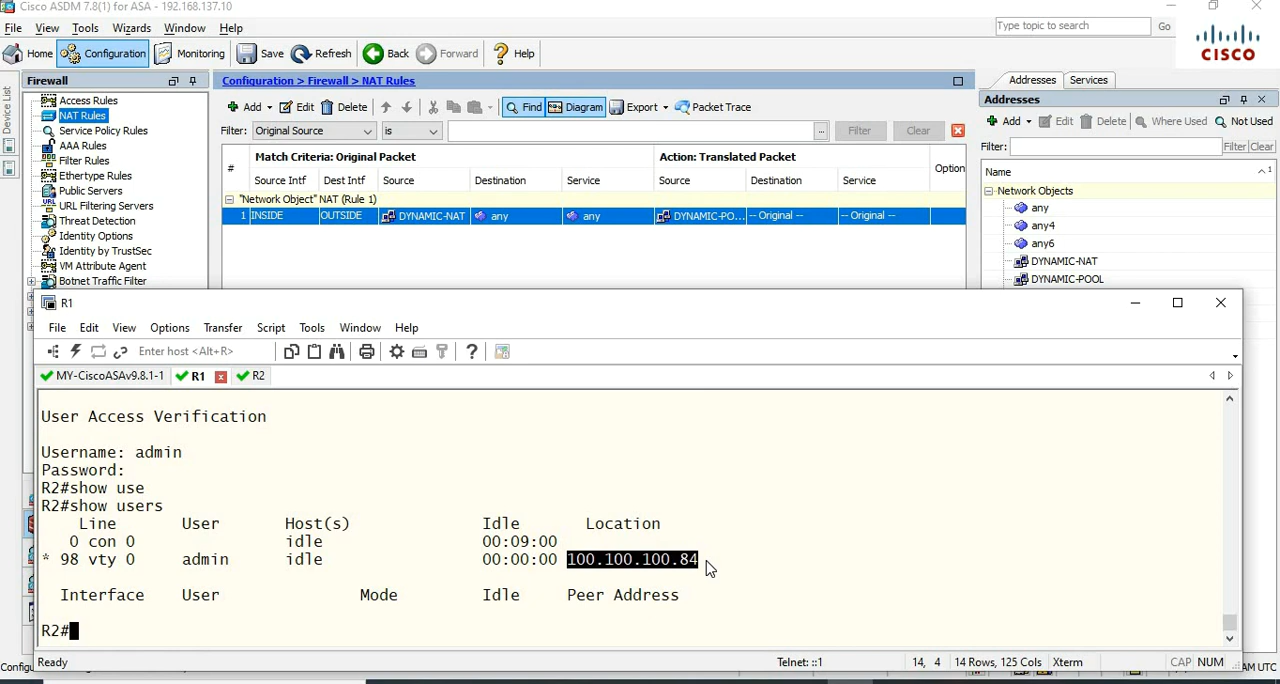 Cisco ASDM 7.8(1) for ASA - 192.168.137.10
File View Tools Wizards Window Help
Type topic to search Go
Home Configuration Monitoring Save Refresh Back Forward Help
CISCO
Device List
Firewall
Access Rules
NAT Rules
Service Policy Rules
AAA Rules
Filter Rules
Ethertype Rules
Public Servers
URL Filtering Servers
Threat Detection
Identity Options
Identity by TrustSec
VM Attribute Agent
Botnet Traffic Filter
Configuration > Firewall > NAT Rules
Add Edit Delete Find Diagram Export Packet Trace
Filter: Original Source is ... Filter Clear
# Match Criteria: Original Packet Action: Translated Packet Option
Source Intf Dest Intf Source Destination Service Source Destination Service
"Network Object" NAT (Rule 1)
1 INSIDE OUTSIDE DYNAMIC-NAT any any DYNAMIC-PO... -- Original -- -- Original --
Addresses Services
Addresses
Add Edit Delete Where Used Not Used
Filter: Filter Clear
Name
Network Objects
any
any4
any6
DYNAMIC-NAT
DYNAMIC-POOL
R1
File Edit View Options Transfer Script Tools Window Help
Enter host <Alt+R>
MY-CiscoASAv9.8.1-1 R1 R2
User Access Verification
Username: admin
Password:
R2#show use
R2#show users
Line User Host(s) Idle Location
0 con 0 idle 00:09:00
* 98 vty 0 admin idle 00:00:00 100.100.100.84
Interface User Mode Idle Peer Address
R2#
Ready Telnet: ::1 14, 4 14 Rows, 125 Cols Xterm CAP NUM
AM UTC